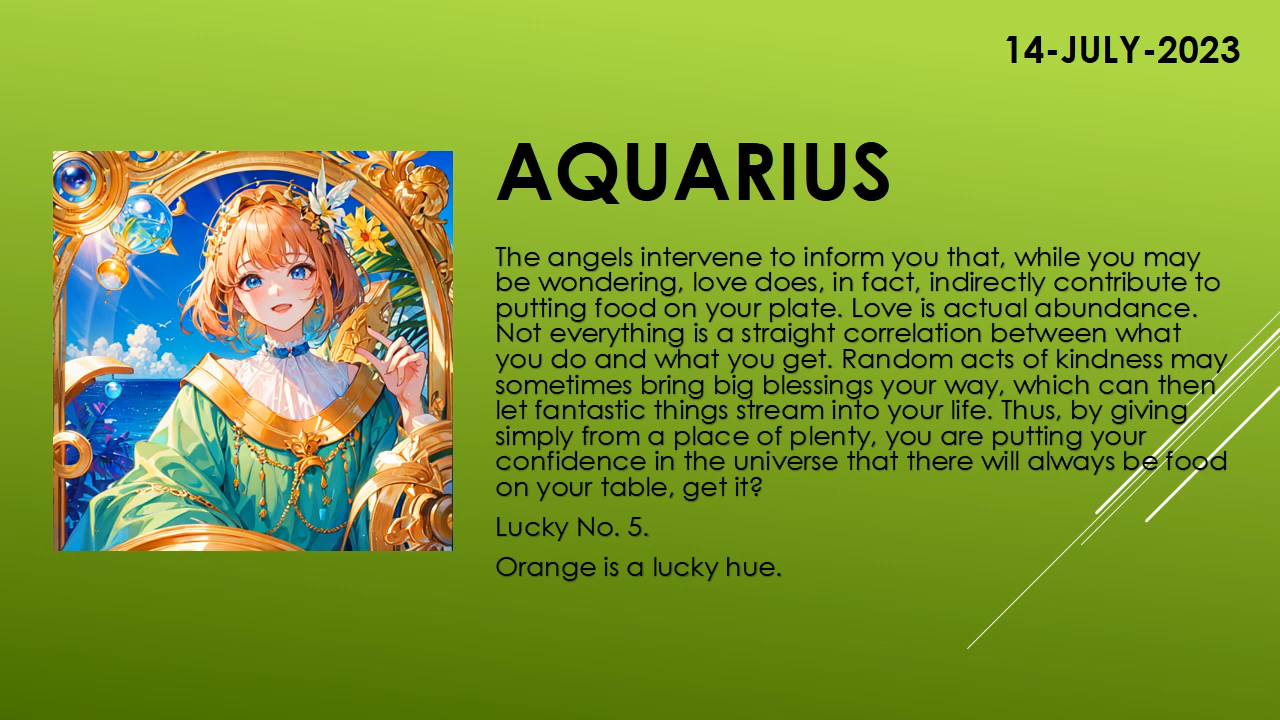 14-JULY-2023
AQUARIUS
The angels intervene to inform you that, while you may
be wondering, love does, in fact, indirectly contribute to
putting food on your plate. Love is actual abundance.
Not everything is a straight correlation between what
you do and what you get. Random acts of kindness may
sometimes bring big blessings your way, which can then
let fantastic things stream into your life. Thus, by giving
simply from a place of plenty, you are putting your
confidence in the universe that there will always be food
on your table, get it?
Lucky No. 5.
Orange is a lucky hue.